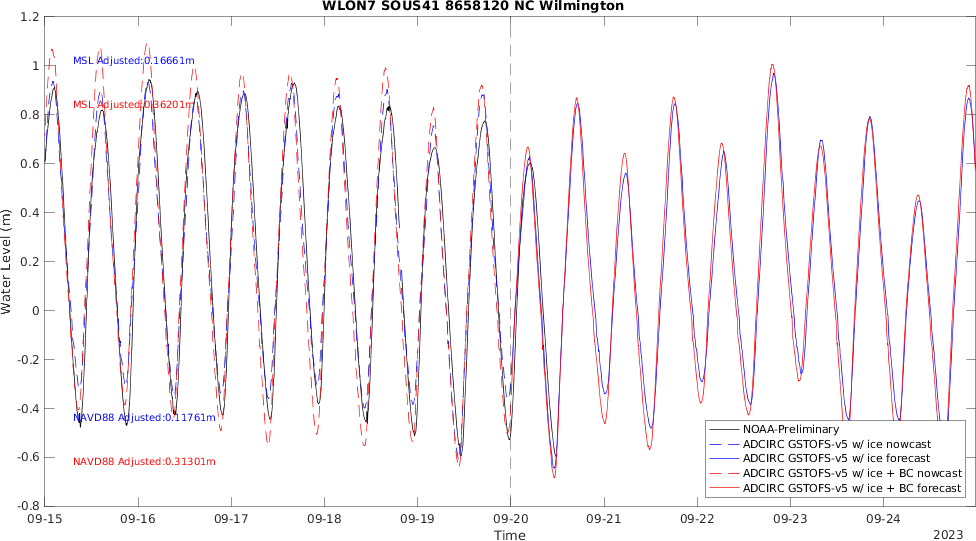 WLON7 SOUS41 8658120 NC Wilmington
1.2
1
0.8
0.6
0.4
0.2
0
-0.2
-0.4
-0.6
-0.8
Water Level (m)
MSL Adjusted:0.16661m
MSL Adjusted:0.36201m
NAVD88 Adjusted:0.11761m
NAVD88 Adjusted:0.31301m
NOAA-Preliminary
ADCIRC GSTOFS-v5 w/ ice nowcast
ADCIRC GSTOFS-v5 w/ ice forecast
ADCIRC GSTOFS-v5 w/ ice + BC nowcast
ADCIRC GSTOFS-v5 w/ ice + BC forecast
09-15 09-16 09-17 09-18 09-19 09-20 09-21 09-22 09-23 09-24
Time
2023